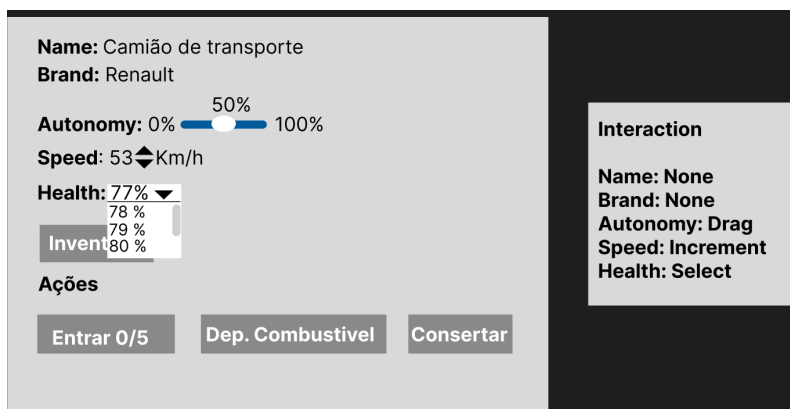 Name: Camião de transporte
Brand: Renault
50%
Autonomy: 0% 100%
Speed: 53 Km/h
Health: 77%
78 %
79 %
80 %
Invent
Ações
Entrar 0/5 Dep. Combustivel Consertar
Interaction
Name: None
Brand: None
Autonomy: Drag
Speed: Increment
Health: Select